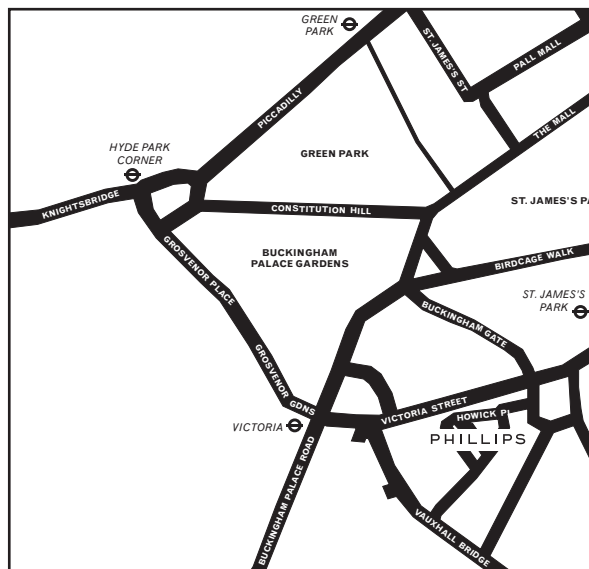 GREEN
PARK
ST. JAMES'S ST
PALL MALL
PICCADILLY
THE MALL
HYDE PARK
CORNER
GREEN PARK
KNIGHTSBRIDGE
CONSTITUTION HILL
ST. JAMES'S PA
GROSVENOR PLACE
BUCKINGHAM
PALACE GARDENS
BIRDCAGE WALK
ST. JAMES'S
PARK
BUCKINGHAM GATE
GROSVENOR GDNS
VICTORIA STREET
HOWICK Pl
VICTORIA
PHILLIPS
BUCKINGHAM PALACE ROAD
VAUXHALL BRIDGE